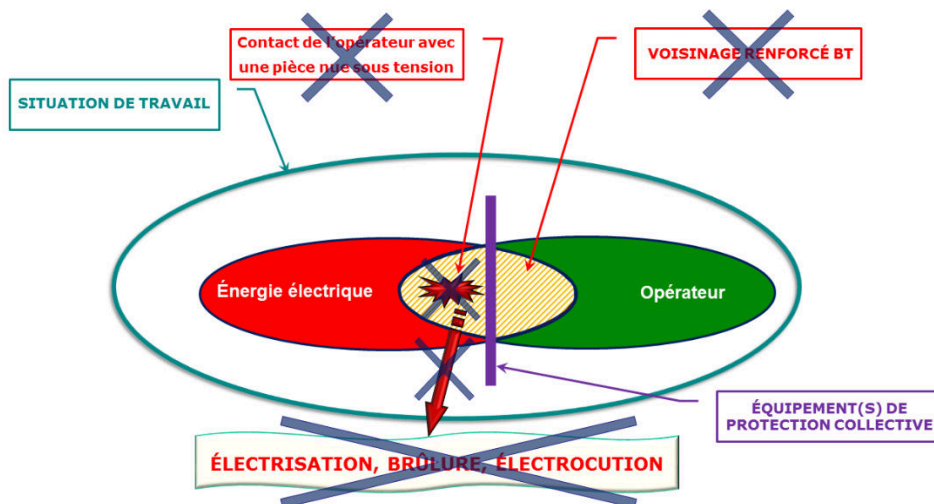 Contact de l'opérateur avec
une pièce nue sous tension
VOISINAGE RENFORCÉ BT
SITUATION DE TRAVAIL
Énergie électrique
Opérateur
ÉQUIPEMENT(S) DE
PROTECTION COLLECTIVE
ÉLECTRISATION, BRÛLURE, ÉLECTROCUTION